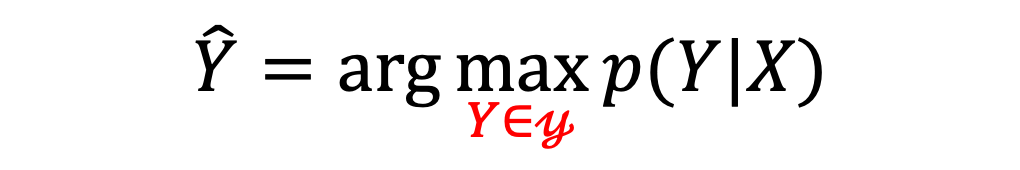 Ŷ = arg max p(Y|X)
Y∈𝓎